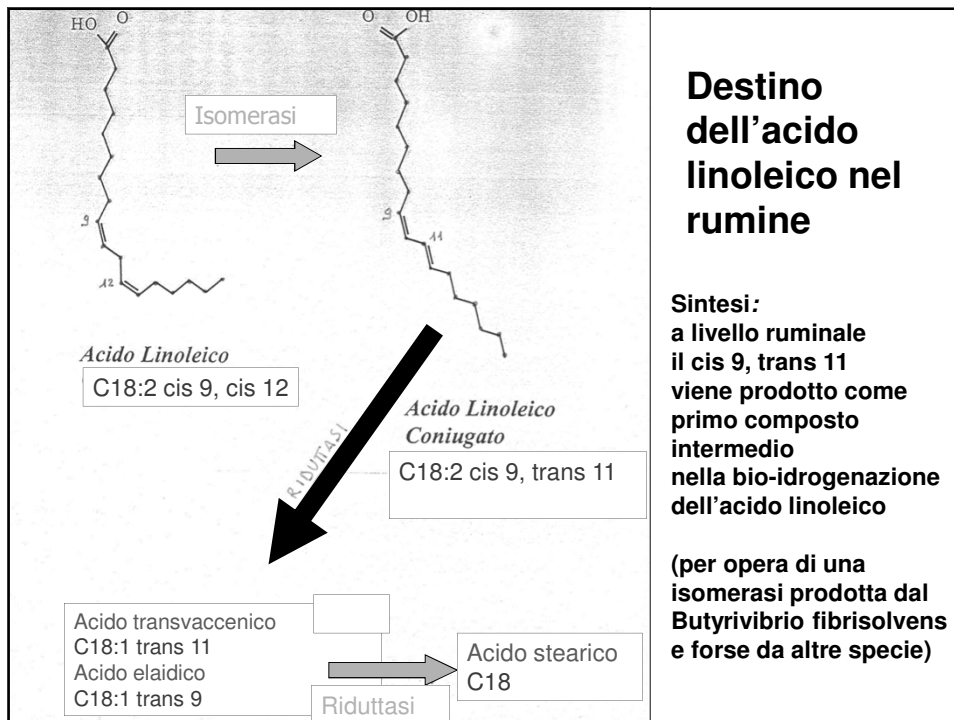 HO O
O OH
Isomerasi
9
12
9
11
Acido Linoleico
C18:2 cis 9, cis 12
RIDUTTASI
Acido Linoleico
Coniugato
C18:2 cis 9, trans 11
Acido transvaccenico
C18:1 trans 11
Acido elaidico
C18:1 trans 9
Riduttasi
Acido stearico
C18
Destino
dell'acido
linoleico nel
rumine
Sintesi:
a livello ruminale
il cis 9, trans 11
viene prodotto come
primo composto
intermedio
nella bio-idrogenazione
dell'acido linoleico
(per opera di una
isomerasi prodotta dal
Butyrivibrio fibrisolvens
e forse da altre specie)